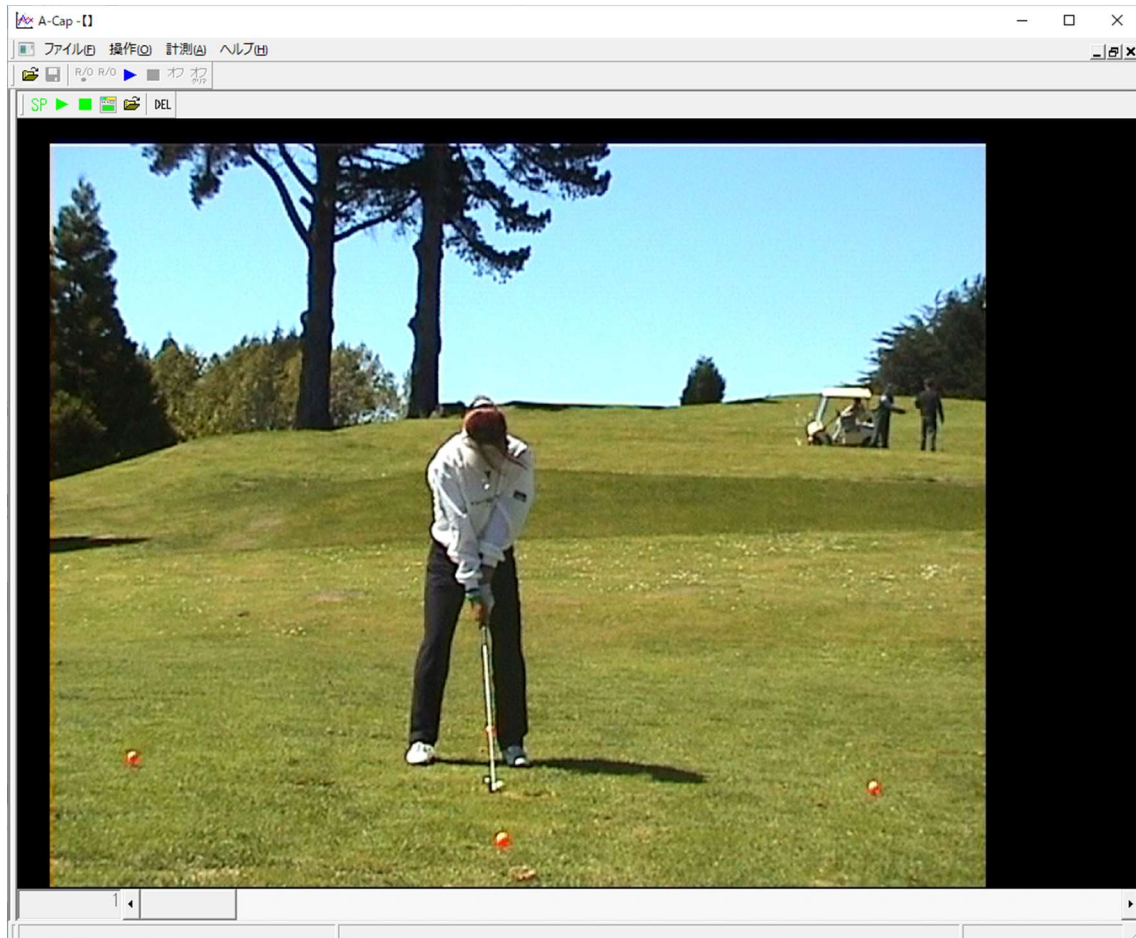 A-Cap -【】
ファイル(F) 操作(O) 計測(A) ヘルプ(H)
R/O R/O オフ オフ
SP DEL
1